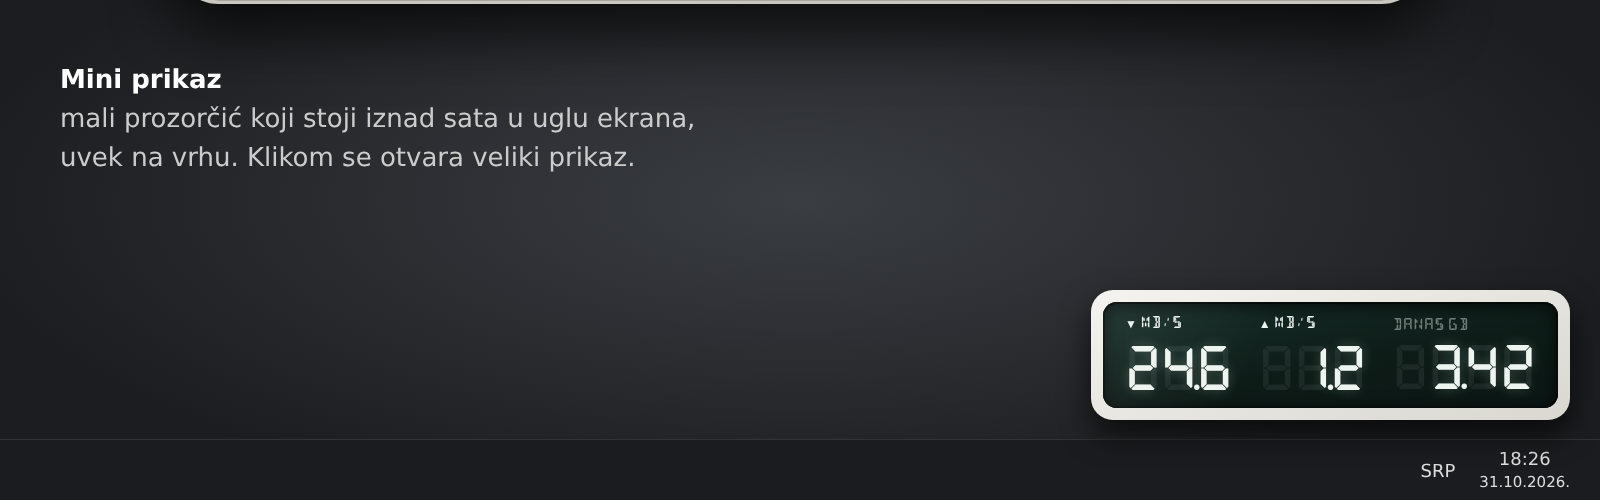 Mini prikaz
mali prozorčić koji stoji iznad sata u uglu ekrana,
uvek na vrhu. Klikom se otvara veliki prikaz.
▼ MB/S ▲ MB/S DANAS GB
24.6 1.2 3.42
SRP 18:26
31.10.2026.